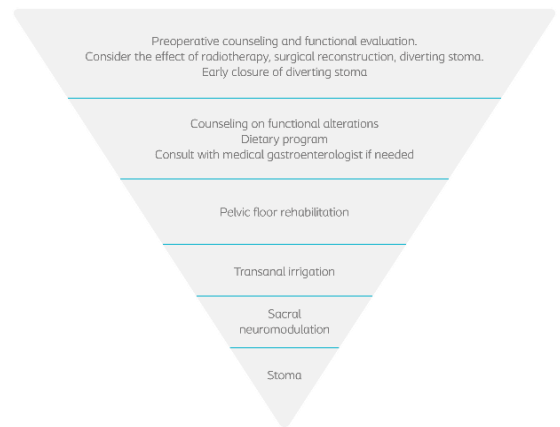 Preoperative counseling and functional evaluation.
Consider the effect of radiotherapy, surgical reconstruction, diverting stoma.
Early closure of diverting stoma
Counseling on functional alterations
Dietary program
Consult with medical gastroenterologist if needed
Pelvic floor rehabilitation
Transanal irrigation
Sacral
neuromodulation
Stoma